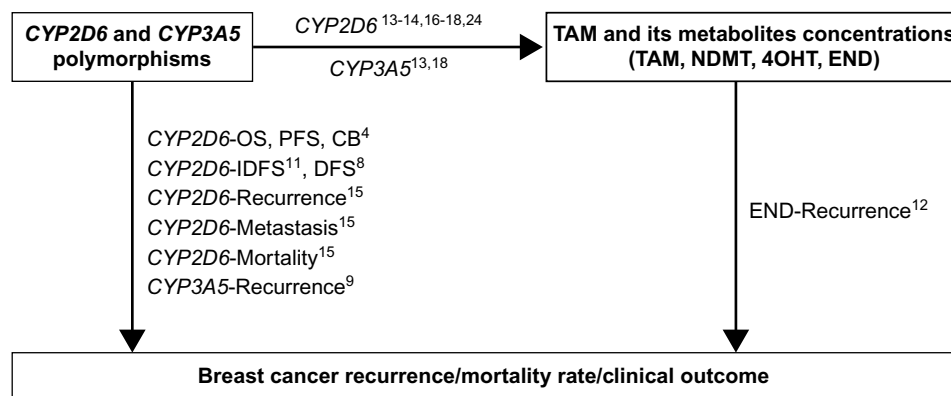 CYP2D6 and CYP3A5
polymorphisms
CYP2D6 13-14,16-18,24
CYP3A5 13,18
TAM and its metabolites concentrations
(TAM, NDMT, 4OHT, END)
CYP2D6-OS, PFS, CB4
CYP2D6-IDFS11, DFS8
CYP2D6-Recurrence15
CYP2D6-Metastasis15
CYP2D6-Mortality15
CYP3A5-Recurrence9
END-Recurrence12
Breast cancer recurrence/mortality rate/clinical outcome